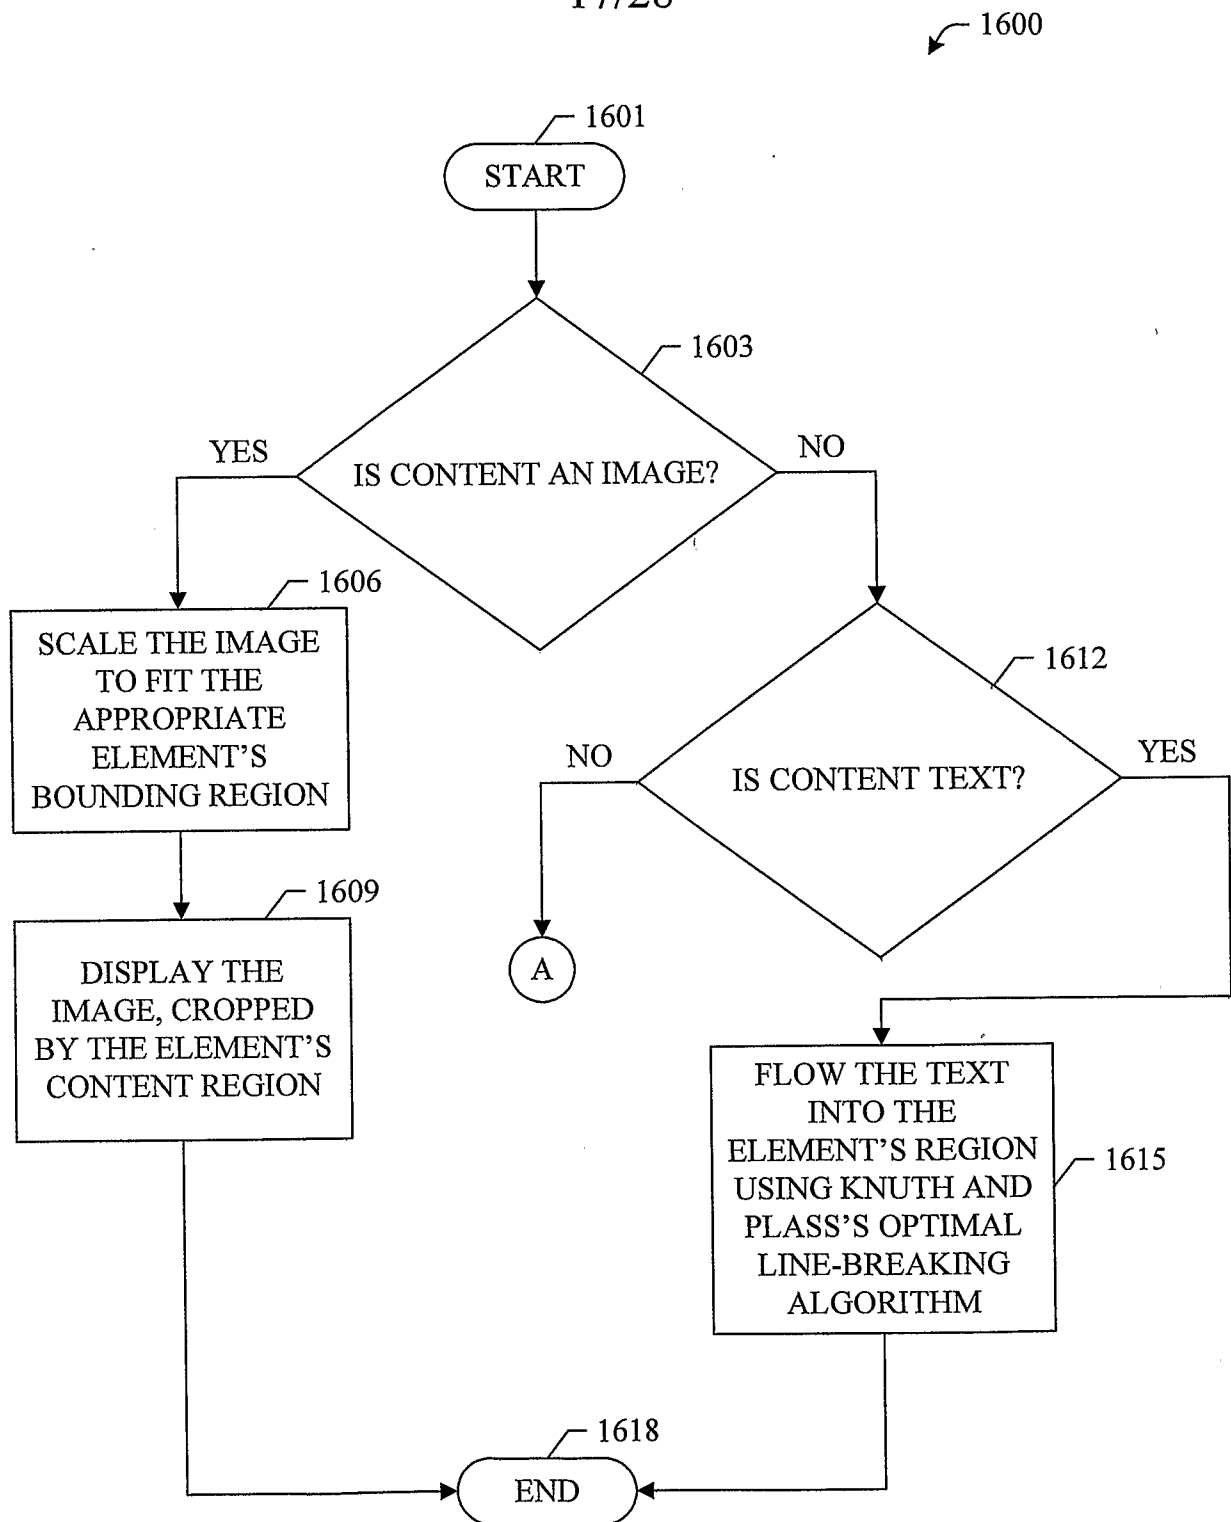 17/28
1600
1601
START
1603
YES
NO
IS CONTENT AN IMAGE?
1606
SCALE THE IMAGE
TO FIT THE
APPROPRIATE
ELEMENT'S
BOUNDING REGION
1612
NO
YES
IS CONTENT TEXT?
1609
DISPLAY THE
IMAGE, CROPPED
BY THE ELEMENT'S
CONTENT REGION
A
FLOW THE TEXT
INTO THE
ELEMENT'S REGION
USING KNUTH AND
PLASS'S OPTIMAL
LINE-BREAKING
ALGORITHM
1615
1618
END